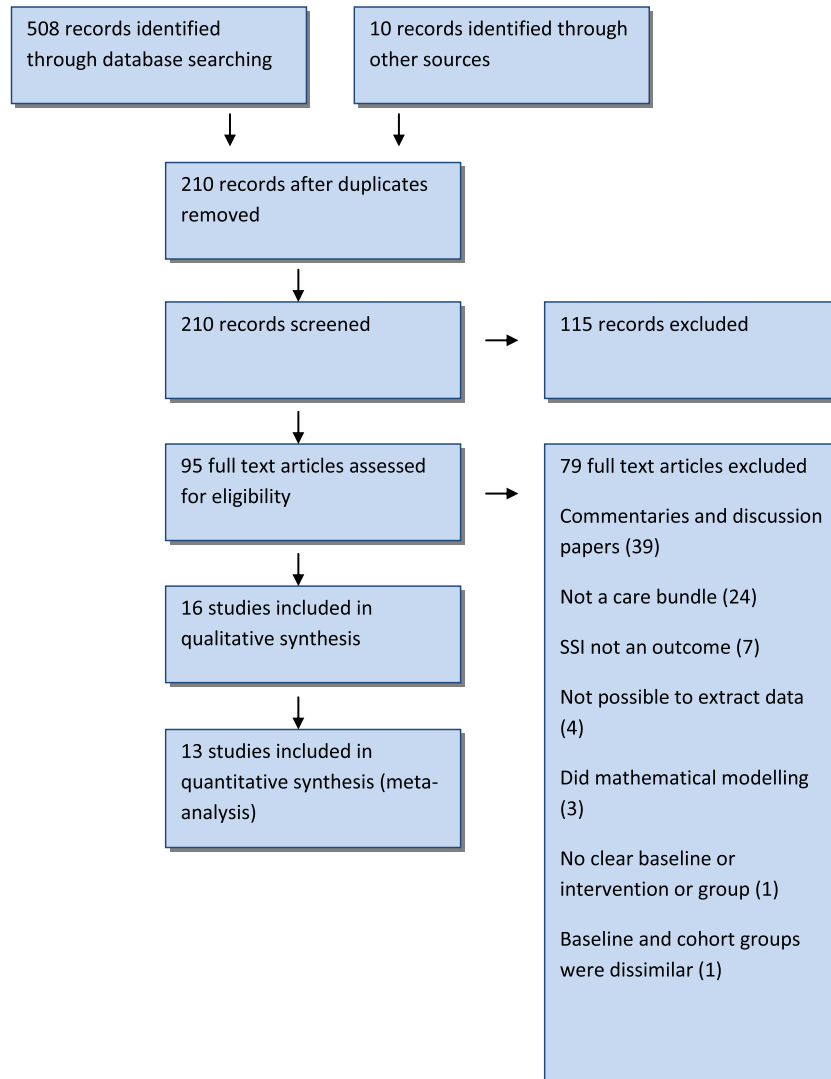 508 records identified
through database searching
10 records identified through
other sources
210 records after duplicates
removed
210 records screened
115 records excluded
95 full text articles assessed
for eligibility
79 full text articles excluded
Commentaries and discussion
papers (39)
Not a care bundle (24)
SSI not an outcome (7)
Not possible to extract data
(4)
Did mathematical modelling
(3)
No clear baseline or
intervention or group (1)
Baseline and cohort groups
were dissimilar (1)
16 studies included in
qualitative synthesis
13 studies included in
quantitative synthesis (meta-
analysis)